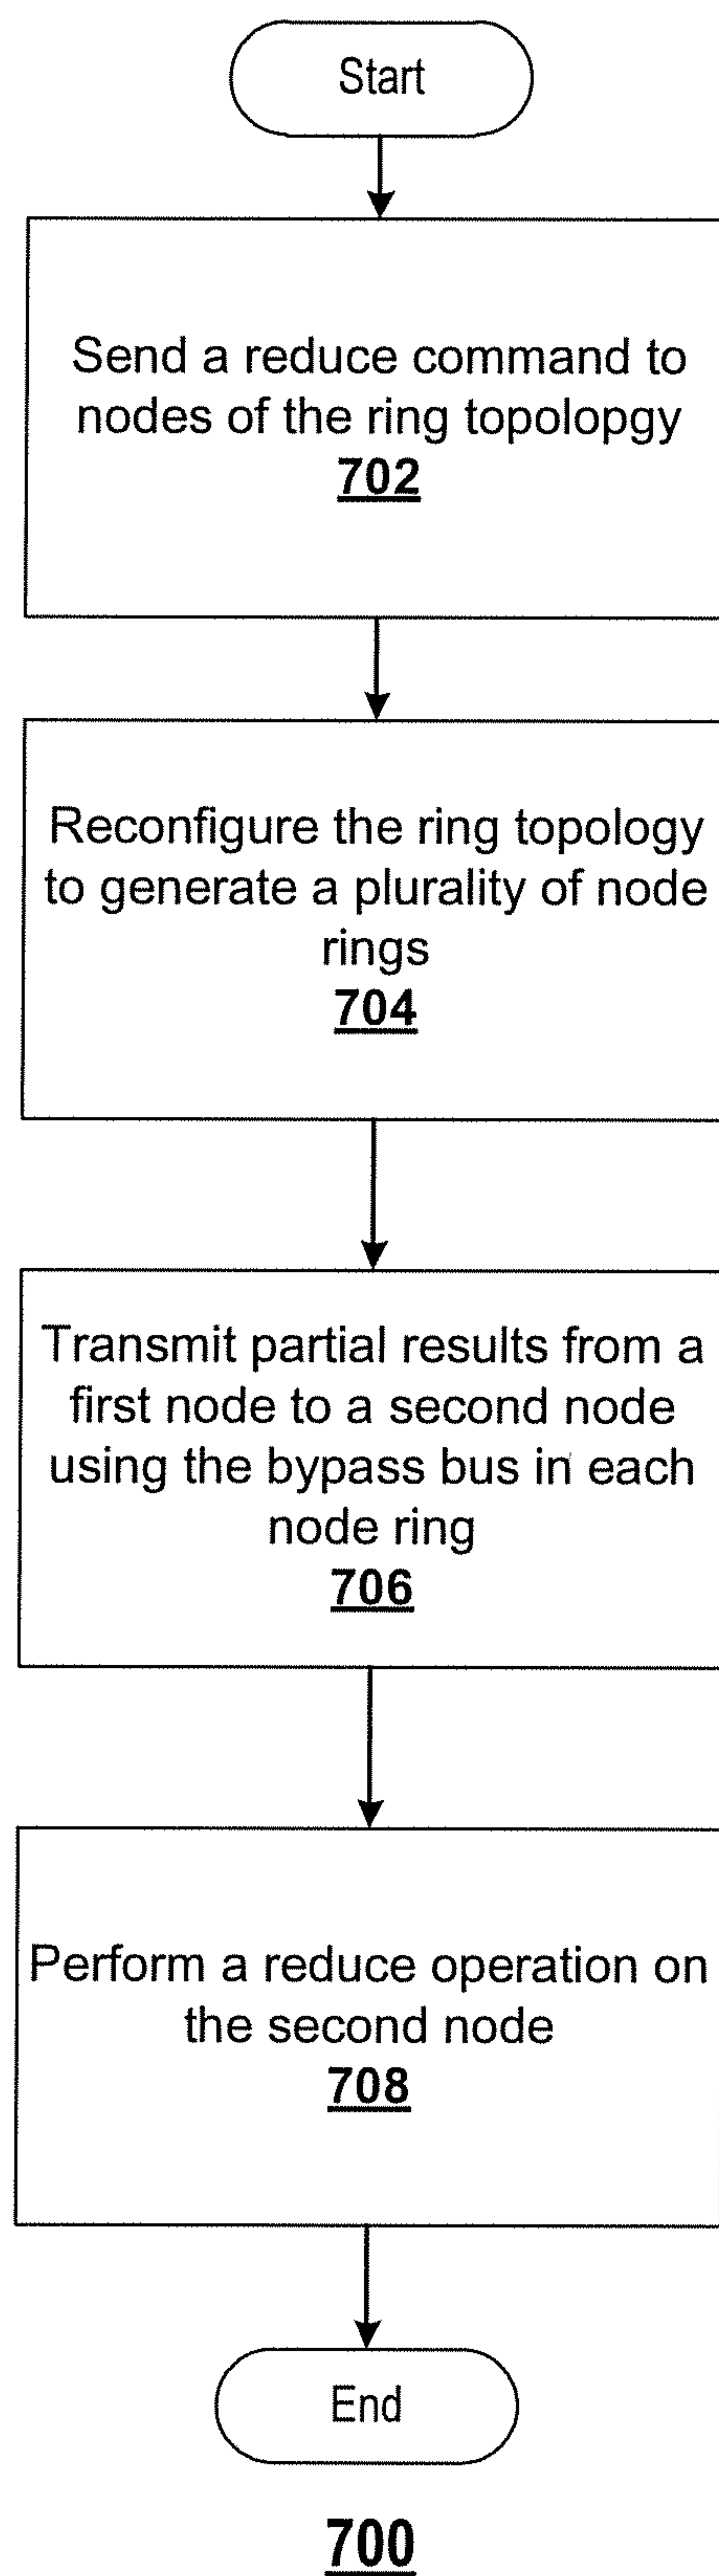 Start
Send a reduce command to
nodes of the ring topolopgy
702
Reconfigure the ring topology
to generate a plurality of node
rings
704
Transmit partial results from a
first node to a second node
using the bypass bus in each
node ring
706
Perform a reduce operation on
the second node
708
End
700